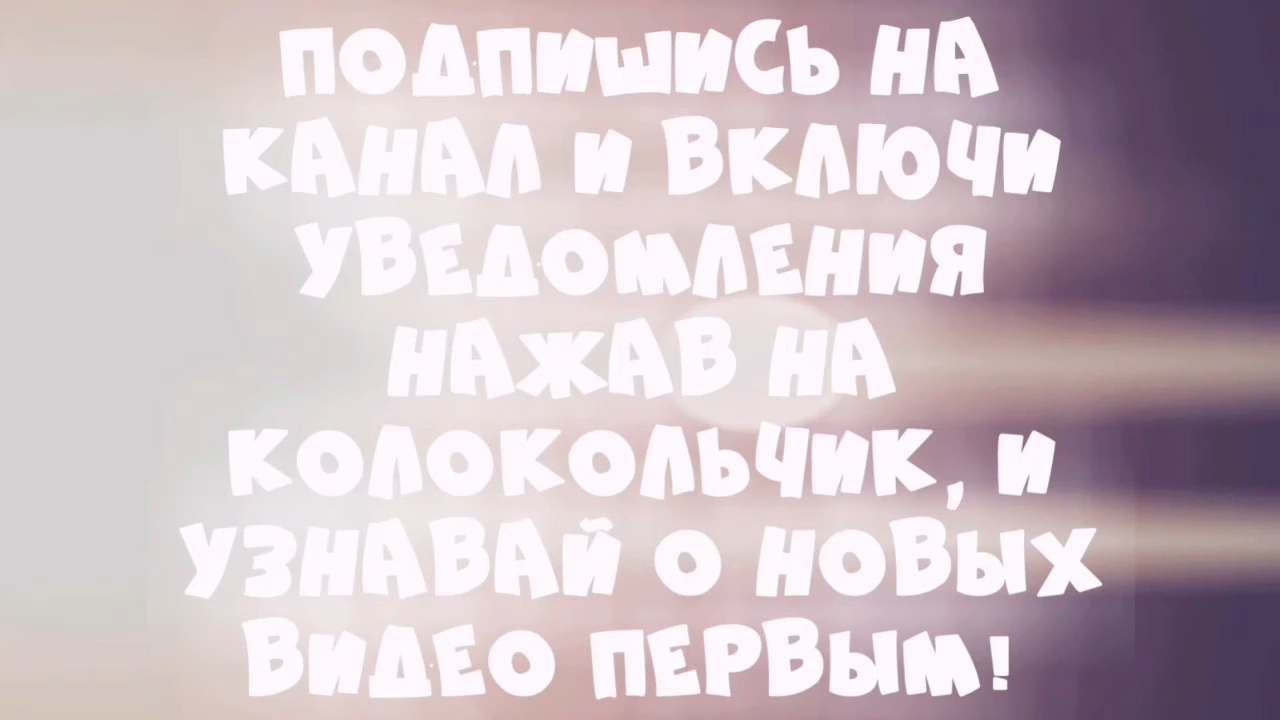 ПОДПИШИСЬ НА
КАНАЛ И ВКЛЮЧИ
УВЕДОМЛЕНИЯ
НАЖАВ НА
КОЛОКОЛЬЧИК, И
УЗНАВАЙ О НОВЫХ
ВИДЕО ПЕРВЫМ!